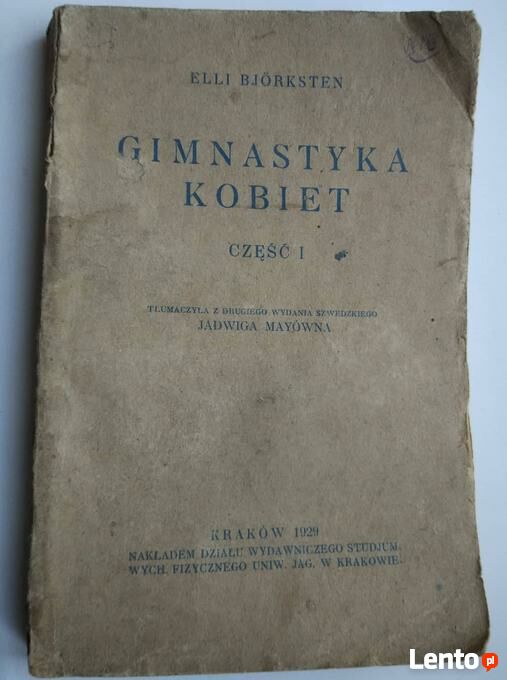 ELLI BJÖRKSTEN
GIMNASTYKA
KOBIET
CZĘŚĆ I
TŁUMACZYŁA Z DRUGIEGO WYDANIA SZWEDZKIEGO
JADWIGA MAYÓWNA
KRAKÓW 1929
NAKŁADEM DZIAŁU WYDAWNICZEGO STUDJUM
WYCH. FIZYCZNEGO UNIW. JAG. W KRAKOWIE
Lento pl